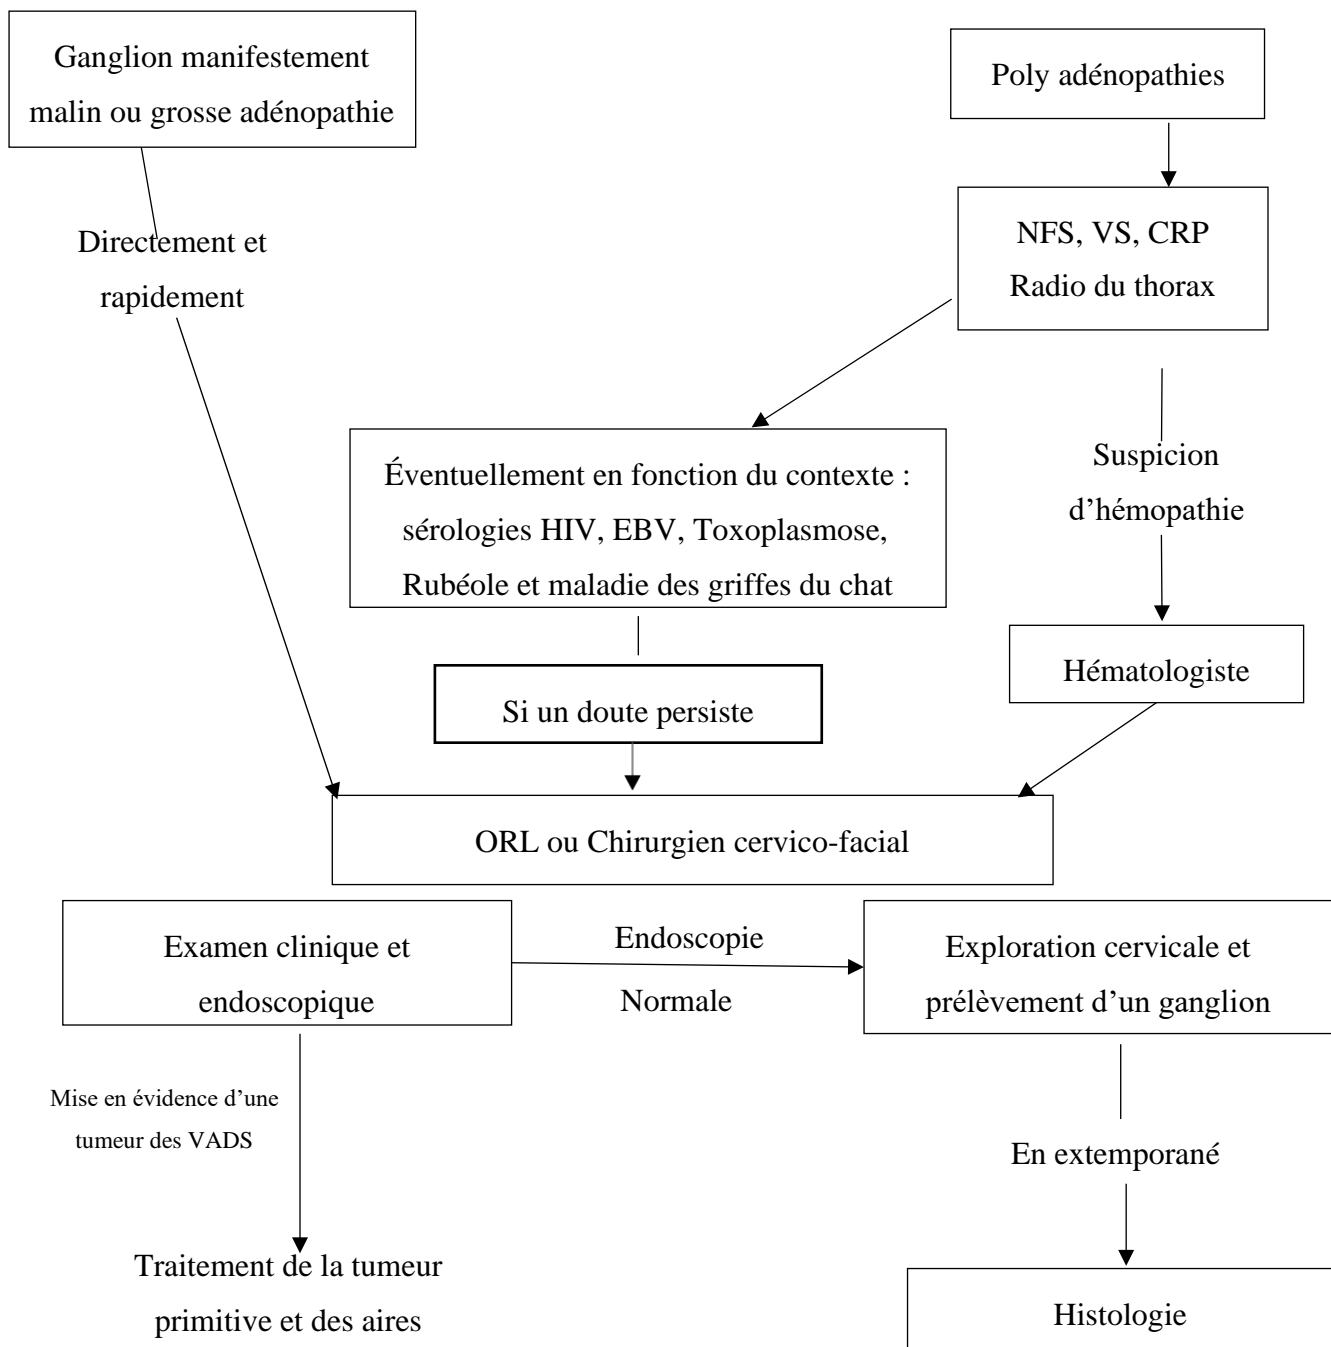 Ganglion manifestement
malin ou grosse adénopathie
Poly adénopathies
NFS, VS, CRP
Radio du thorax
Directement et
rapidement
Éventuellement en fonction du contexte :
sérologies HIV, EBV, Toxoplasmose,
Rubéole et maladie des griffes du chat
Suspicion
d’hémopathie
Si un doute persiste
Hématologiste
ORL ou Chirurgien cervico-facial
Examen clinique et
endoscopique
Endoscopie
Normale
Exploration cervicale et
prélèvement d’un ganglion
Mise en évidence d’une
tumeur des VADS
En extemporané
Traitement de la tumeur
primitive et des aires
Histologie